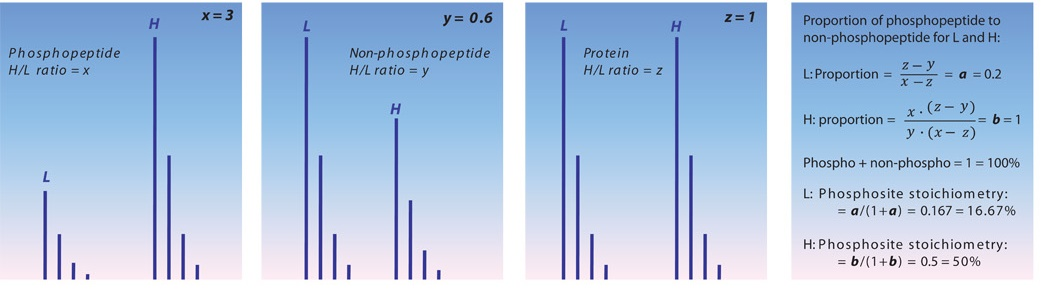 x = 3
H
Phosphopeptide
H/L ratio = x
L
y = 0.6
L
Non-phosphopeptide
H/L ratio = y
H
z = 1
L
H
Protein
H/L ratio = z
Proportion of phosphopeptide to
non-phosphopeptide for L and H:
L: Proportion = (z − y)/(x − z) = a = 0.2
H: proportion = x . (z − y)/y · (x − z) = b = 1
Phospho + non-phospho = 1 = 100%
L: Phosphosite stoichiometry:
= a/(1+a) = 0.167 = 16.67%
H: Phosphosite stoichiometry:
= b/(1+b) = 0.5 = 50%